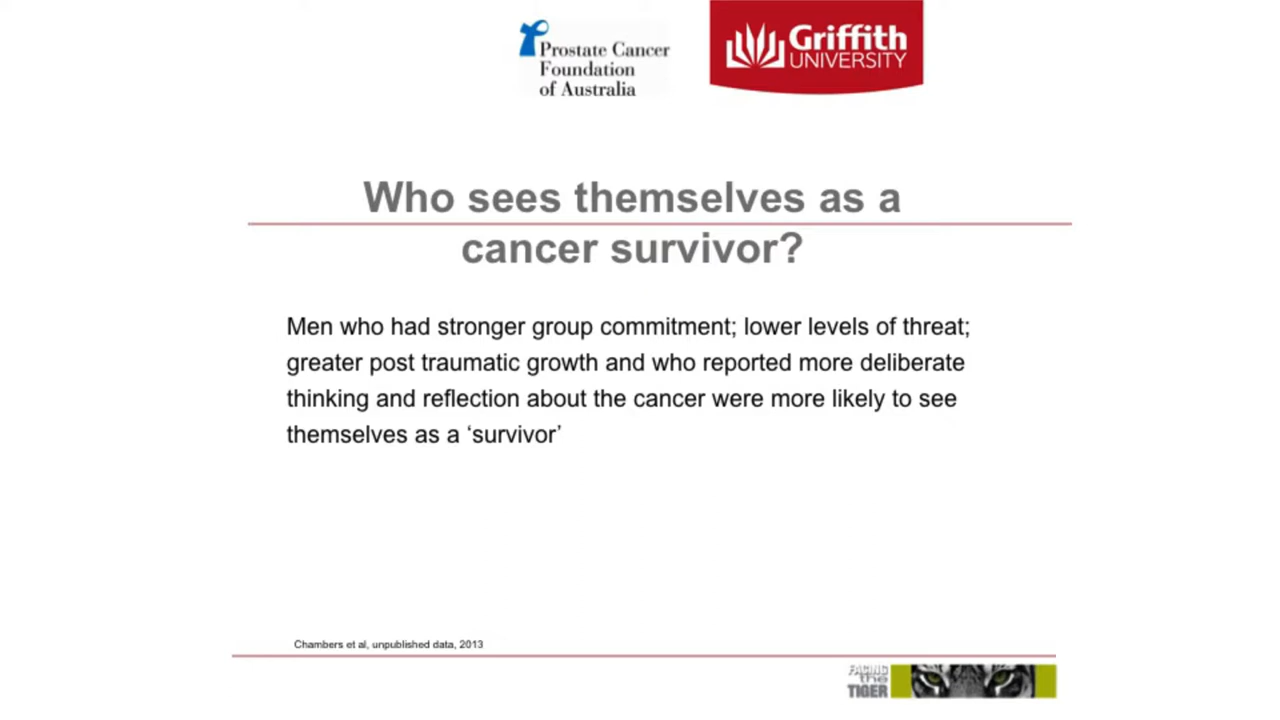 Prostate Cancer
Foundation
of Australia
Griffith
UNIVERSITY
Who sees themselves as a
cancer survivor?
Men who had stronger group commitment; lower levels of threat;
greater post traumatic growth and who reported more deliberate
thinking and reflection about the cancer were more likely to see
themselves as a ‘survivor’
Chambers et al, unpublished data, 2013
FACING
the
TIGER